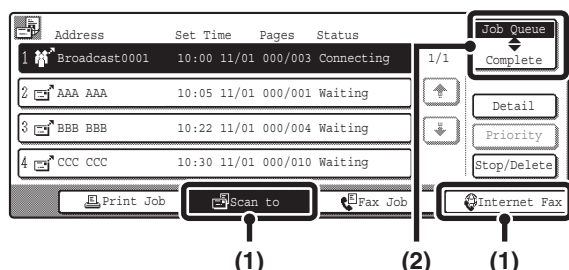 Address Set Time Pages Status
Job Queue
Complete
1 Broadcast0001 10:00 11/01 000/003 Connecting
1/1
2 AAA AAA 10:05 11/01 000/001 Waiting
Detail
3 BBB BBB 10:22 11/01 000/004 Waiting
Priority
4 CCC CCC 10:30 11/01 000/010 Waiting
Stop/Delete
Print Job Scan to Fax Job Internet Fax
(1) (2) (1)